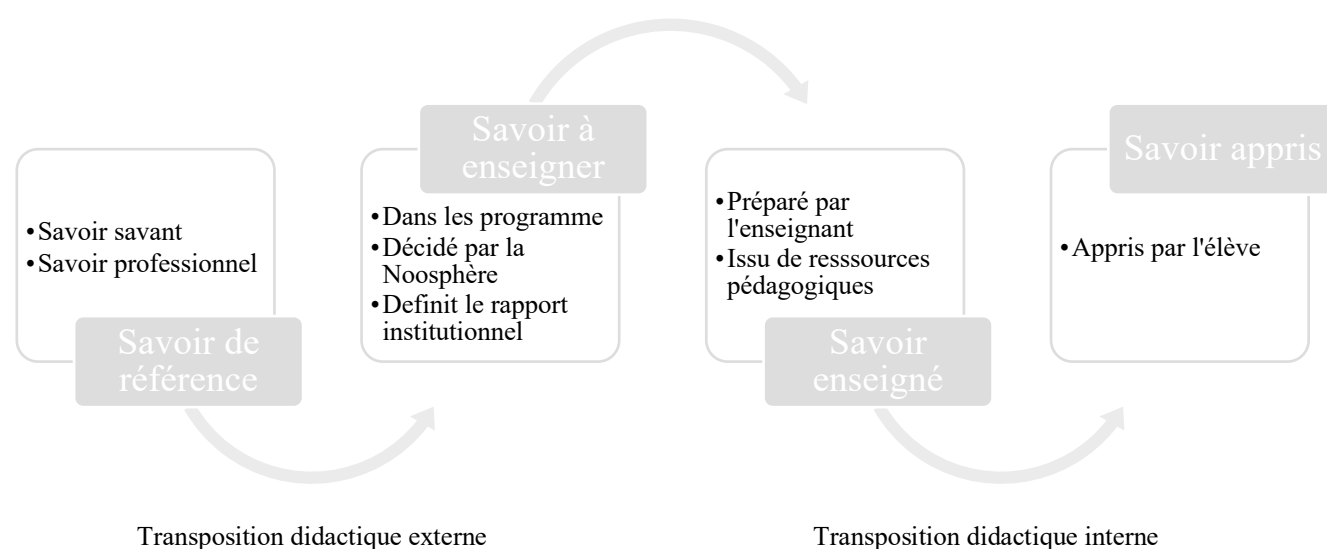 •Savoir savant
•Savoir professionnel
Savoir de
référence
Savoir à
enseigner
•Dans les programme
•Décidé par la
Noosphère
•Definit le rapport
institutionnel
•Préparé par
l'enseignant
•Issu de resssources
pédagogiques
Savoir
enseigné
Savoir appris
•Appris par l'élève
Transposition didactique externe
Transposition didactique interne